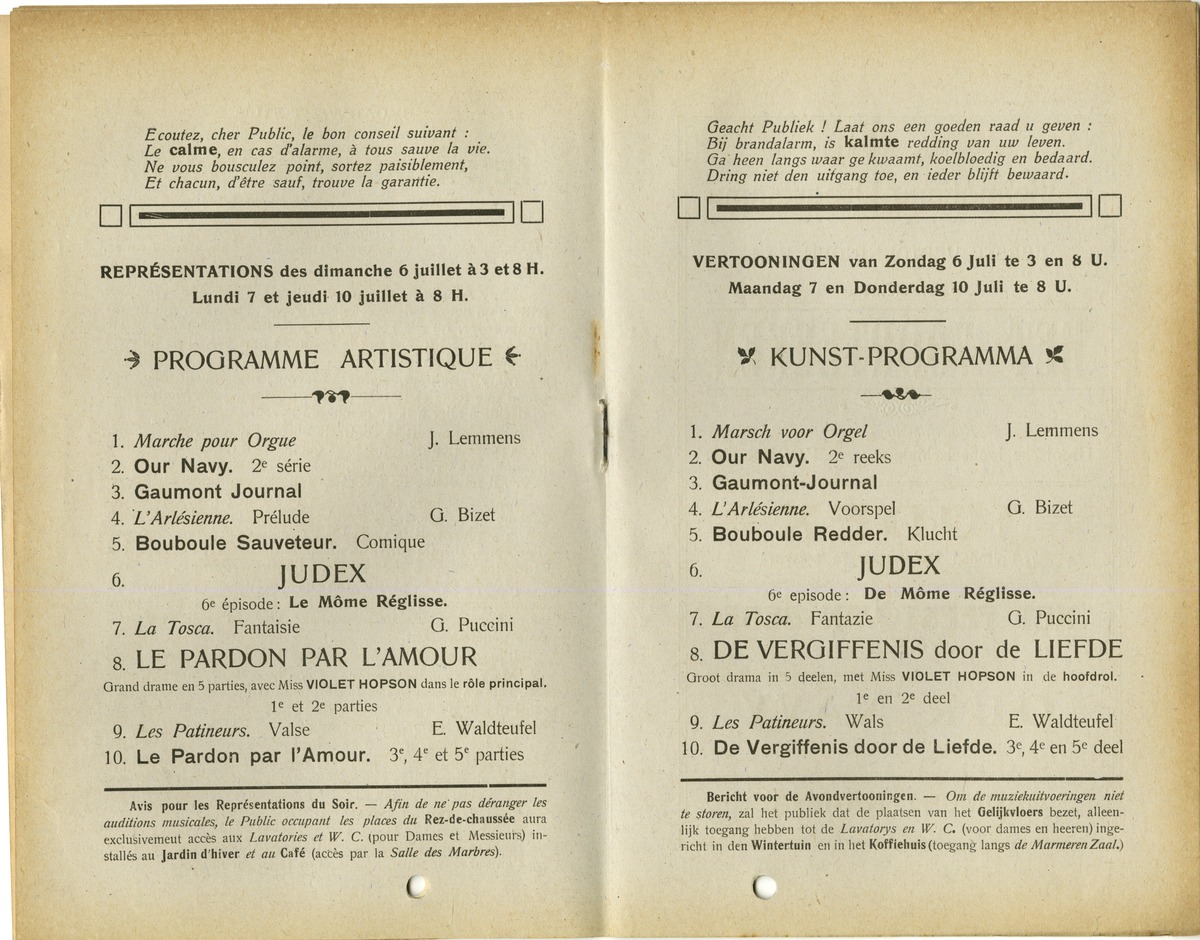 Ecoutez, cher Public, le bon conseil suivant :
Le calme, en cas d'alarme, à tous sauve la vie.
Ne vous bousculez point, sortez paisiblement,
Et chacun, d'être sauf, trouve la garantie.
REPRÉSENTATIONS des dimanche 6 juillet à 3 et 8 H.
Lundi 7 et jeudi 10 juillet à 8 H.
PROGRAMME ARTISTIQUE
1. Marche pour Orgue J. Lemmens
2. Our Navy. 2e série
3. Gaumont Journal
4. L'Arlésienne. Prélude G. Bizet
5. Bouboule Sauveteur. Comique
6. JUDEX
6e épisode : Le Môme Réglisse.
7. La Tosca. Fantaisie G. Puccini
8. LE PARDON PAR L'AMOUR
Grand drame en 5 parties, avec Miss VIOLET HOPSON dans le rôle principal.
1e et 2e parties
9. Les Patineurs. Valse E. Waldteufel
10. Le Pardon par l'Amour. 3e, 4e et 5e parties
Avis pour les Représentations du Soir. — Afin de ne pas déranger les
auditions musicales, le Public occupant les places du Rez-de-chaussée aura
exclusivemeut accès aux Lavatories et W. C. (pour Dames et Messieurs) in-
stallés au Jardin d'hiver et au Café (accès par la Salle des Marbres).
Geacht Publiek ! Laat ons een goeden raad u geven :
Bij brandalarm, is kalmte redding van uw leven.
Ga heen langs waar ge kwaamt, koelbloedig en bedaard.
Dring niet den uitgang toe, en ieder blijft bewaard.
VERTOONINGEN van Zondag 6 Juli te 3 en 8 U.
Maandag 7 en Donderdag 10 Juli te 8 U.
KUNST-PROGRAMMA
1. Marsch voor Orgel J. Lemmens
2. Our Navy. 2e reeks
3. Gaumont-Journal
4. L'Arlésienne. Voorspel G. Bizet
5. Bouboule Redder. Klucht
6. JUDEX
6e episode : De Môme Réglisse.
7. La Tosca. Fantazie G. Puccini
8. DE VERGIFFENIS door de LIEFDE
Groot drama in 5 deelen, met Miss VIOLET HOPSON in de hoofdrol.
1e en 2e deel
9. Les Patineurs. Wals E. Waldteufel
10. De Vergiffenis door de Liefde. 3e, 4e en 5e deel
Bericht voor de Avondvertooningen. — Om de muziekuitvoeringen niet
te storen, zal het publiek dat de plaatsen van het Gelijkvloers bezet, alleen-
lijk toegang hebben tot de Lavatorys en W. C. (voor dames en heeren) inge-
richt in den Wintertuin en in het Koffiehuis (toegang langs de Marmeren Zaal.)